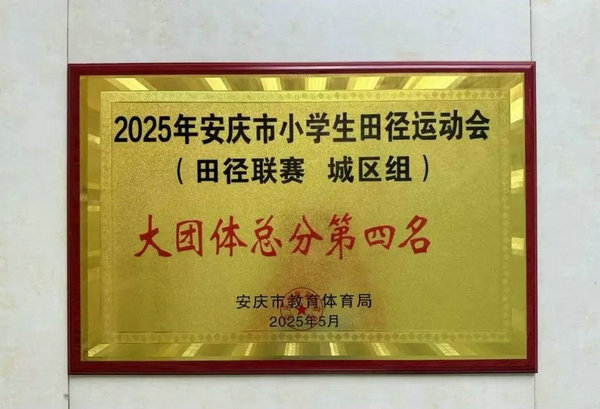 2025年安庆市小学生田径运动会
（田径联赛 城区组）
大团体总分第四名
安庆市教育体育局
2025年5月